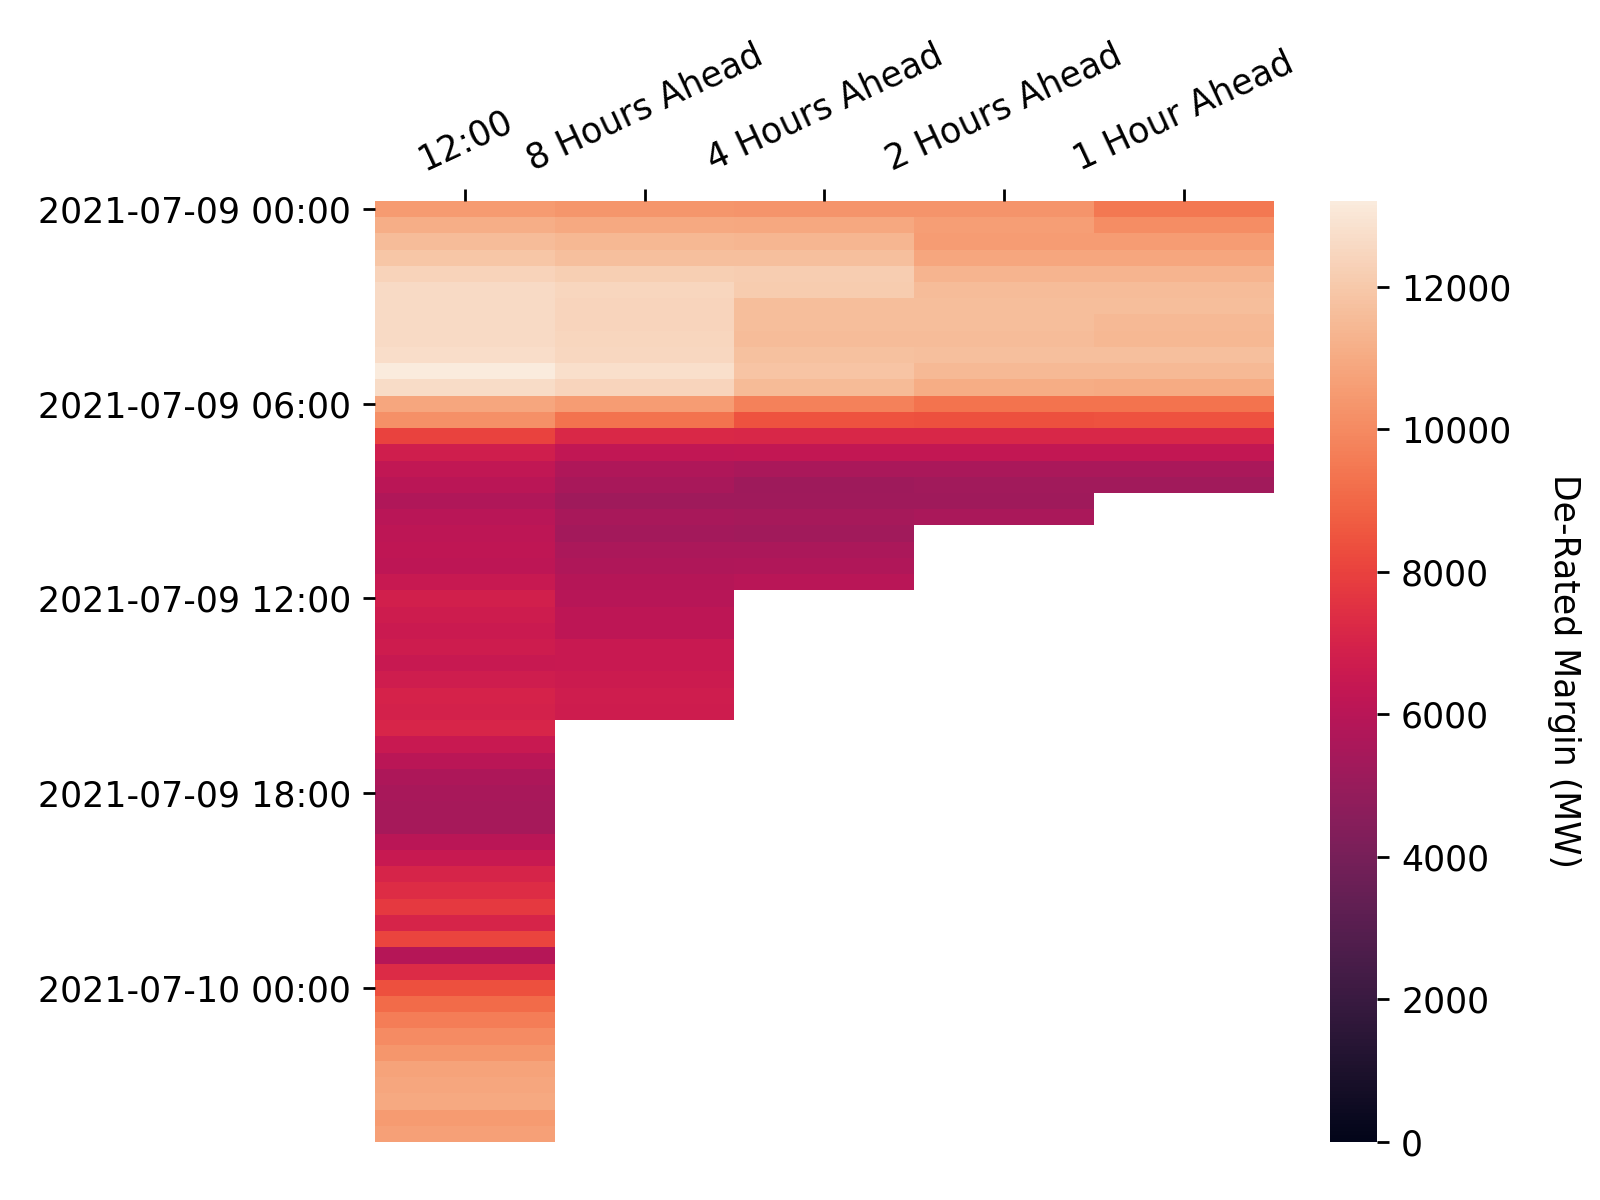 12:00
8 Hours Ahead
4 Hours Ahead
2 Hours Ahead
1 Hour Ahead
2021-07-09 00:00
2021-07-09 06:00
2021-07-09 12:00
2021-07-09 18:00
2021-07-10 00:00
12000
10000
8000
6000
4000
2000
0
De-Rated Margin (MW)